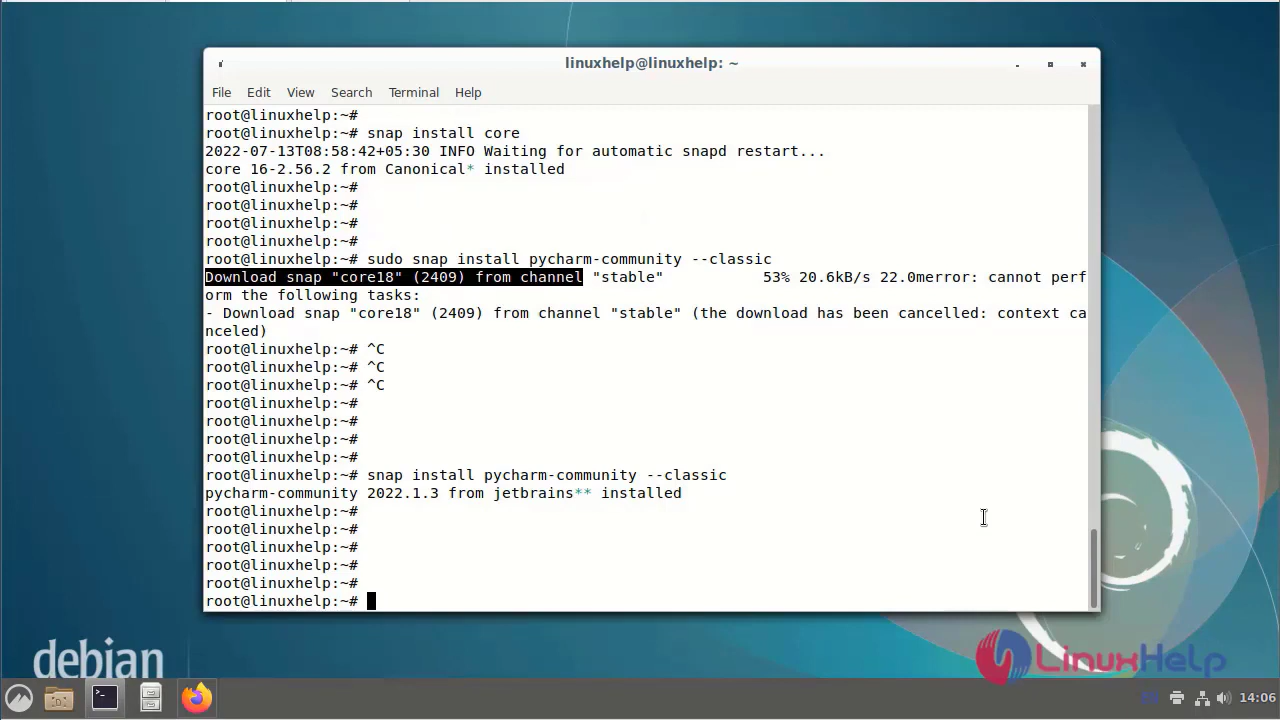 linuxhelp@linuxhelp: ~
File Edit View Search Terminal Help
root@linuxhelp:~#
root@linuxhelp:~# snap install core
2022-07-13T08:58:42+05:30 INFO Waiting for automatic snapd restart...
core 16-2.56.2 from Canonical* installed
root@linuxhelp:~#
root@linuxhelp:~#
root@linuxhelp:~#
root@linuxhelp:~#
root@linuxhelp:~# sudo snap install pycharm-community --classic
Download snap "core18" (2409) from channel "stable" 53% 20.6kB/s 22.0merror: cannot perf
orm the following tasks:
- Download snap "core18" (2409) from channel "stable" (the download has been cancelled: context ca
nceled)
root@linuxhelp:~# ^C
root@linuxhelp:~# ^C
root@linuxhelp:~# ^C
root@linuxhelp:~#
root@linuxhelp:~#
root@linuxhelp:~#
root@linuxhelp:~#
root@linuxhelp:~# snap install pycharm-community --classic
pycharm-community 2022.1.3 from jetbrains** installed
root@linuxhelp:~#
root@linuxhelp:~#
root@linuxhelp:~#
root@linuxhelp:~#
root@linuxhelp:~#
root@linuxhelp:~#
debian
LinuxHelp
14:06